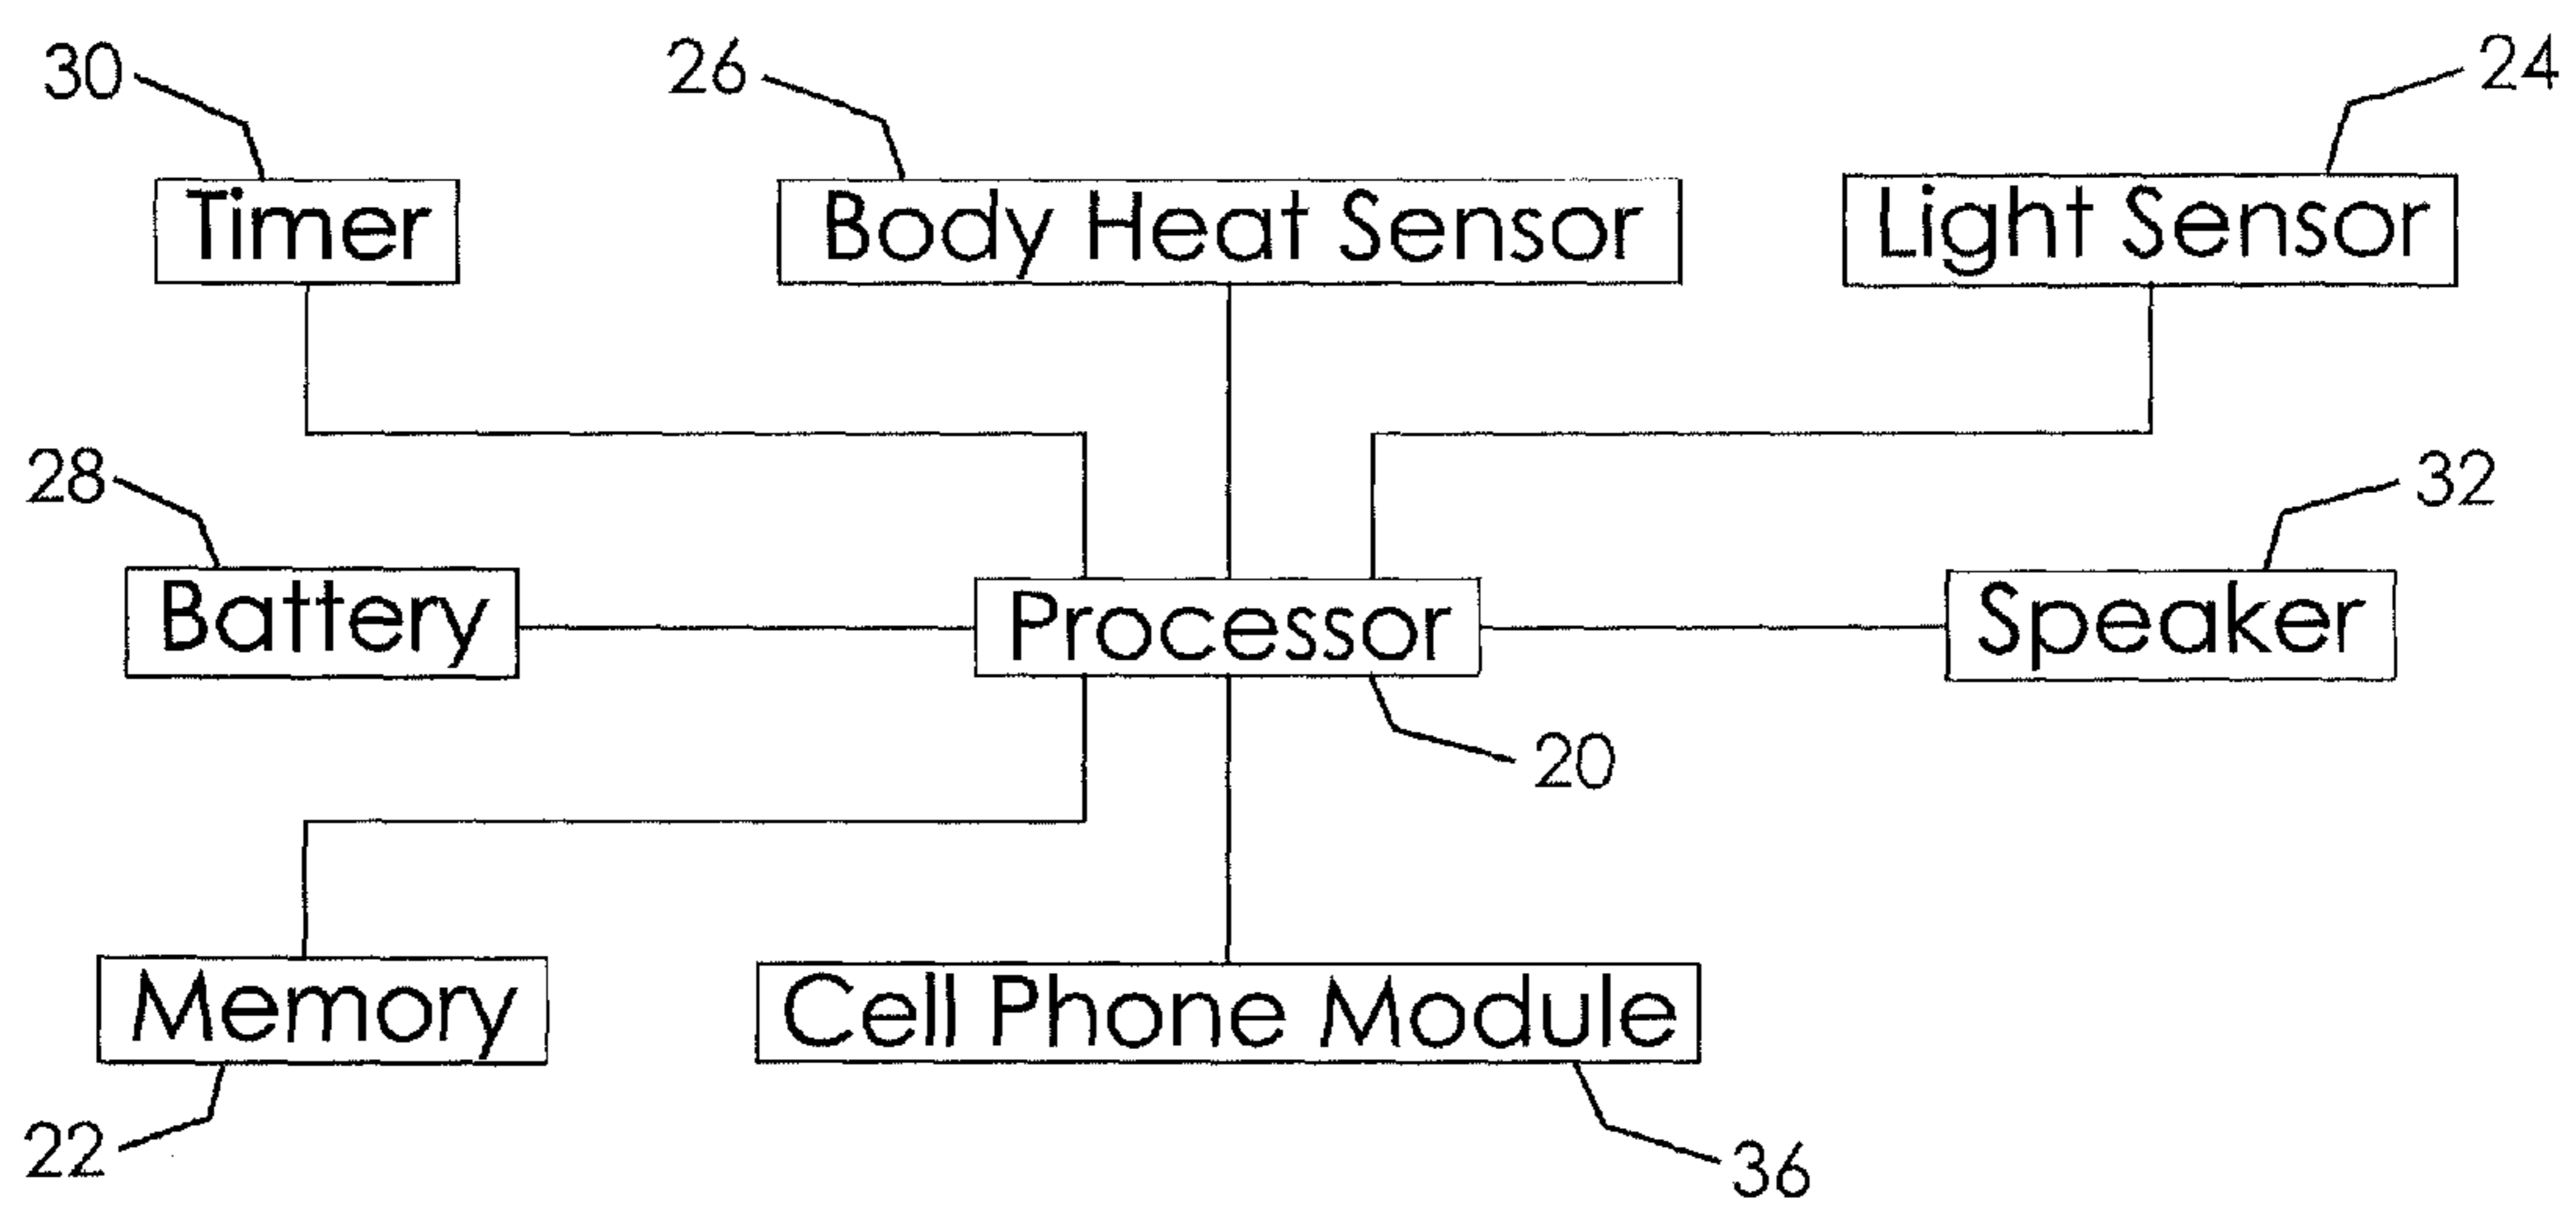 30
26
24
Timer
Body Heat Sensor
Light Sensor
28
32
Battery
Processor
Speaker
20
Memory
Cell Phone Module
22
36